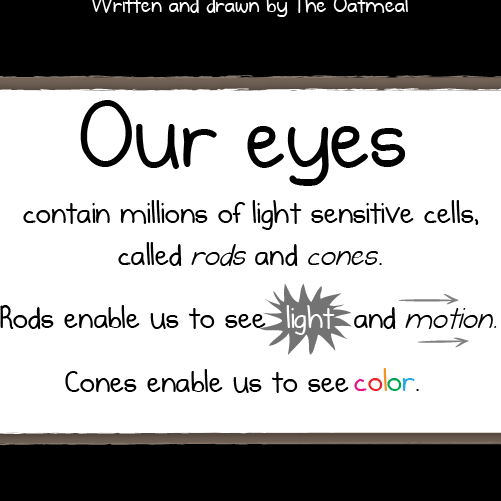 Written and drawn by The Oatmeal
Our eyes
contain millions of light sensitive cells,
called rods and cones.
Rods enable us to see light and motion.
Cones enable us to see color.